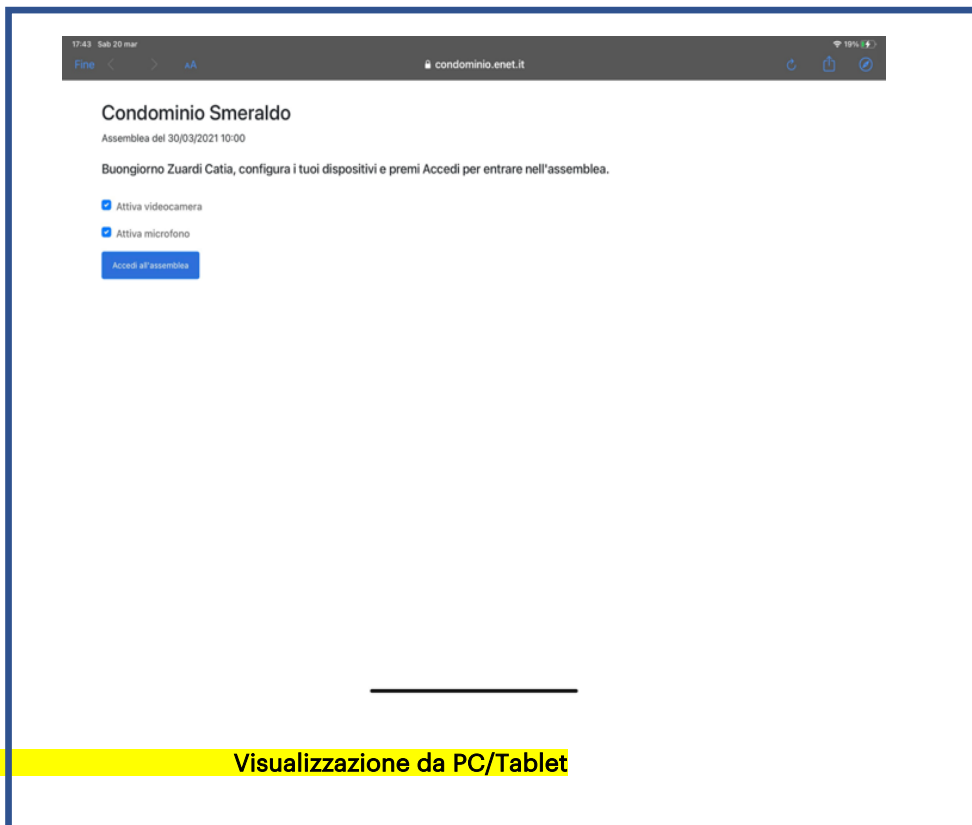 17:43 Sab 20 mar
19%
Fine
AA
condominio.enet.it
Condominio Smeraldo
Assemblea del 30/03/2021 10:00
Buongiorno Zuardi Catia, configura i tuoi dispositivi e premi Accedi per entrare nell'assemblea.
Attiva videocamera
Attiva microfono
Accedi all'assemblea
Visualizzazione da PC/Tablet